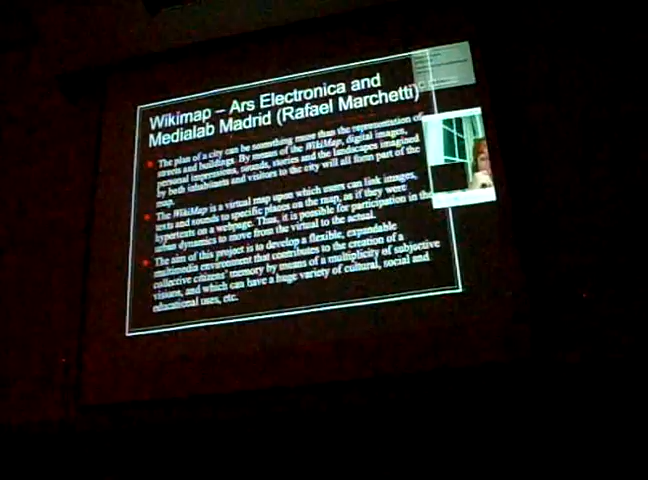 Wikimap – Ars Electronica and
Medialab Madrid (Rafael Marchetti)
The plan of a city can be something more than the representation of
streets and buildings. By means of the WikiMap, digital images,
personal impressions, sounds, stories and the landscapes imagined
by both inhabitants and visitors to the city will all form part of the
map.
The WikiMap is a virtual map upon which users can link images,
texts and sounds to specific places on the map, as if they were
hypertexts on a webpage. Thus, it is possible for participation in the
urban dynamics to move from the virtual to the actual.
The aim of this project is to develop a flexible, expandable
multimedia environment that contributes to the creation of a
collective citizens' memory by means of a multiplicity of subjective
visions, and which can have a huge variety of cultural, social and
educational uses, etc.